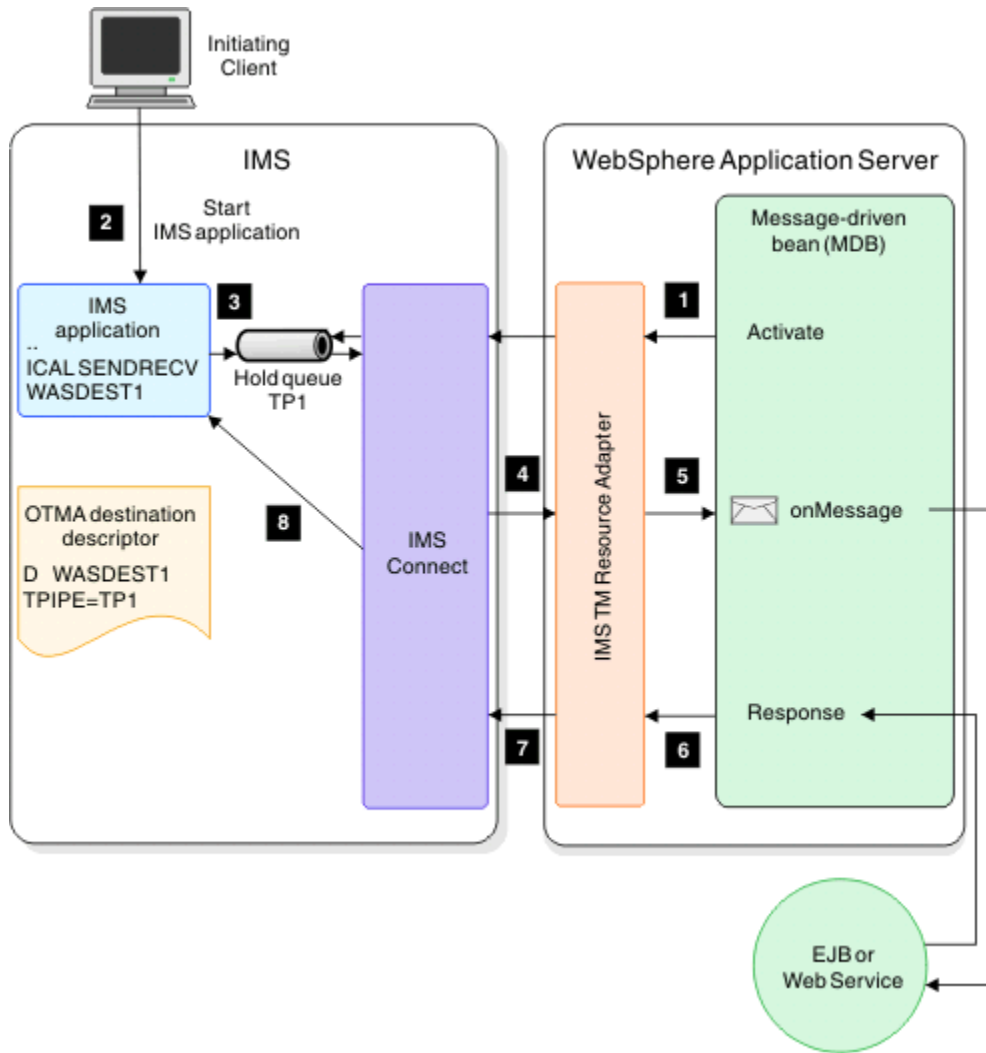 Initiating
Client
IMS
WebSphere Application Server
2
Start
IMS application
Message-driven
bean (MDB)
IMS
application
..
ICAL SENDRECV
WASDEST1
3
Hold queue
TP1
1
Activate
IMS TM Resource Adapter
4
5
onMessage
OTMA destination
descriptor
D WASDEST1
TPIPE=TP1
8
IMS
Connect
Response
7
6
EJB or
Web Service